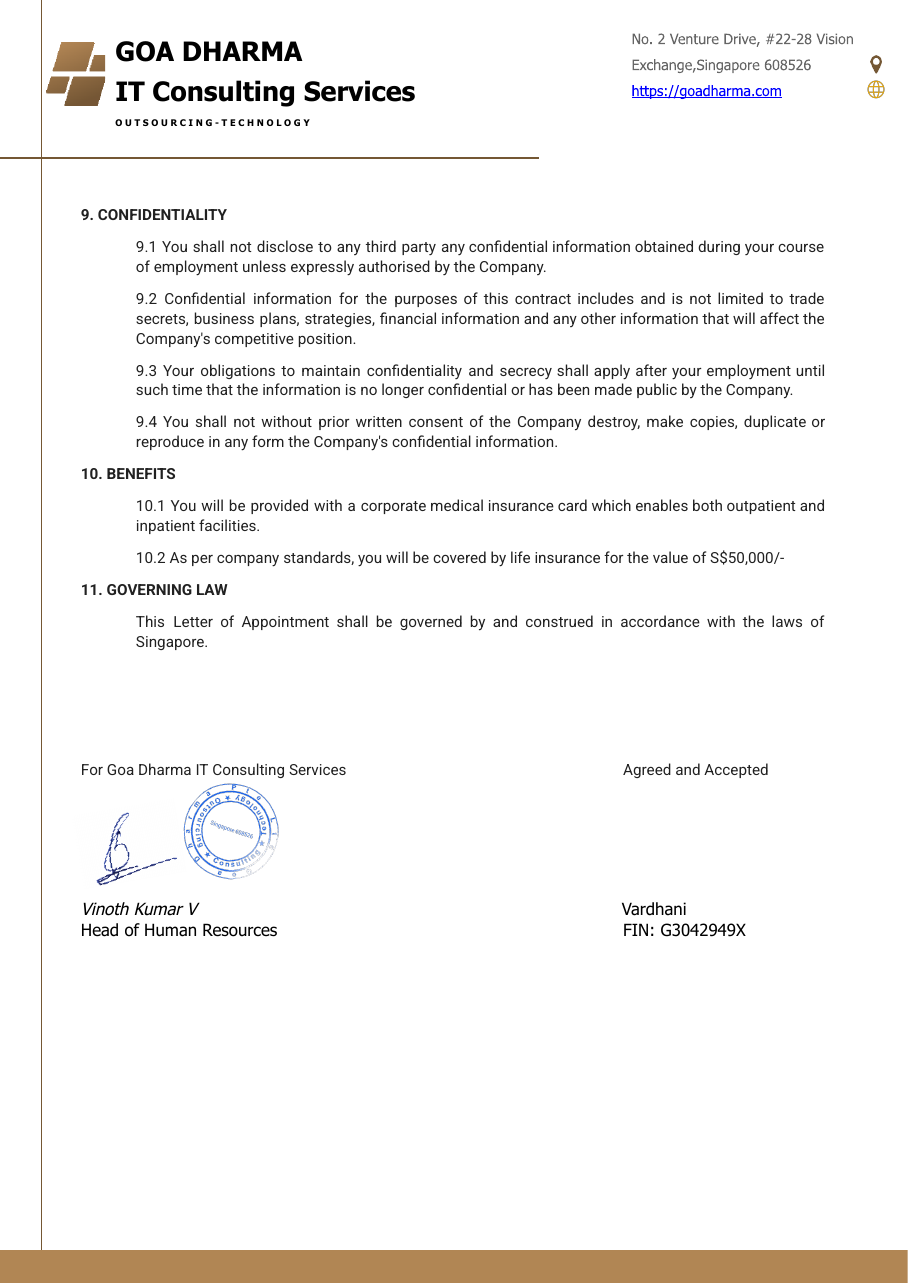 GOA DHARMA
IT Consulting Services
OUTSOURCING-TECHNOLOGY
No. 2 Venture Drive, #22-28 Vision
Exchange,Singapore 608526
https://goadharma.com
9. CONFIDENTIALITY
9.1 You shall not disclose to any third party any confidential information obtained during your course
of employment unless expressly authorised by the Company.
9.2 Confidential information for the purposes of this contract includes and is not limited to trade
secrets, business plans, strategies, financial information and any other information that will affect the
Company's competitive position.
9.3 Your obligations to maintain confidentiality and secrecy shall apply after your employment until
such time that the information is no longer confidential or has been made public by the Company.
9.4 You shall not without prior written consent of the Company destroy, make copies, duplicate or
reproduce in any form the Company's confidential information.
10. BENEFITS
10.1 You will be provided with a corporate medical insurance card which enables both outpatient and
inpatient facilities.
10.2 As per company standards, you will be covered by life insurance for the value of S$50,000/-
11. GOVERNING LAW
This Letter of Appointment shall be governed by and construed in accordance with the laws of
Singapore.
For Goa Dharma IT Consulting Services
Agreed and Accepted
Goa Dharma Pte
Outsourcing ★ Technology ★ Consulting ★
Singapore 608526
Vinoth Kumar V
Head of Human Resources
Vardhani
FIN: G3042949X